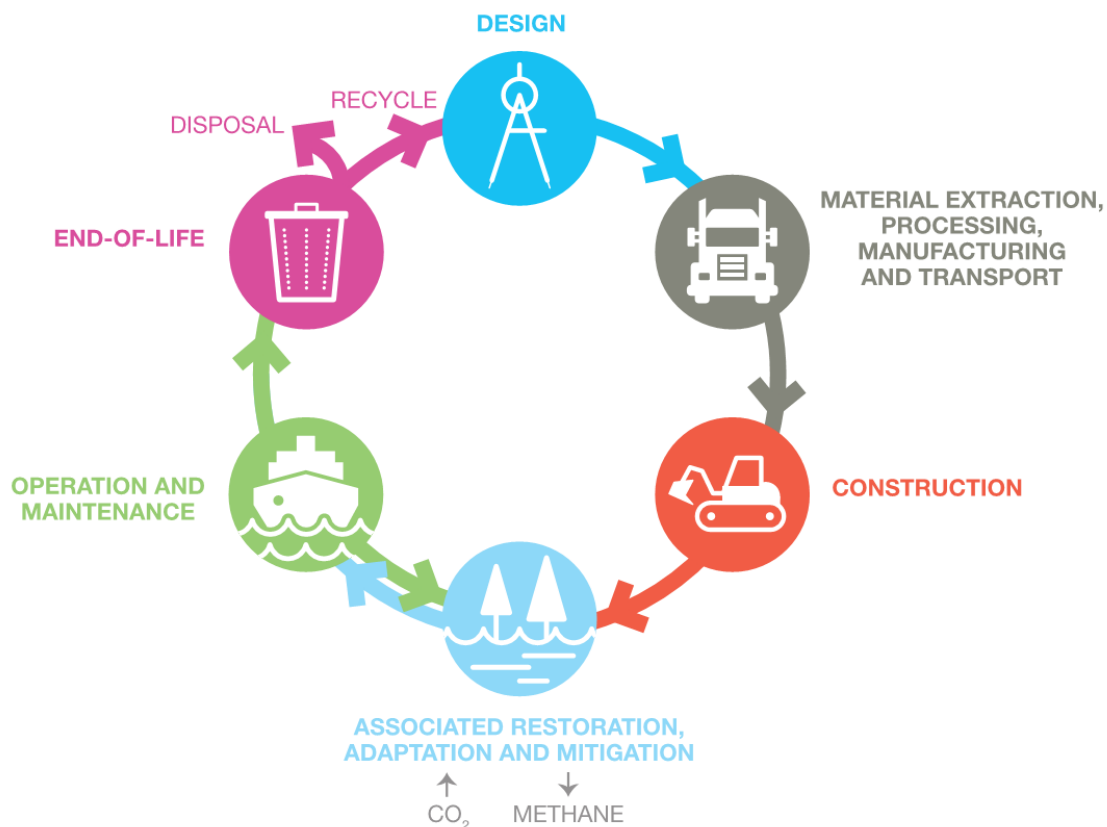 DESIGN
RECYCLE
DISPOSAL
MATERIAL EXTRACTION,
PROCESSING,
MANUFACTURING
AND TRANSPORT
END-OF-LIFE
OPERATION AND
MAINTENANCE
CONSTRUCTION
ASSOCIATED RESTORATION,
ADAPTATION AND MITIGATION
CO₂ METHANE